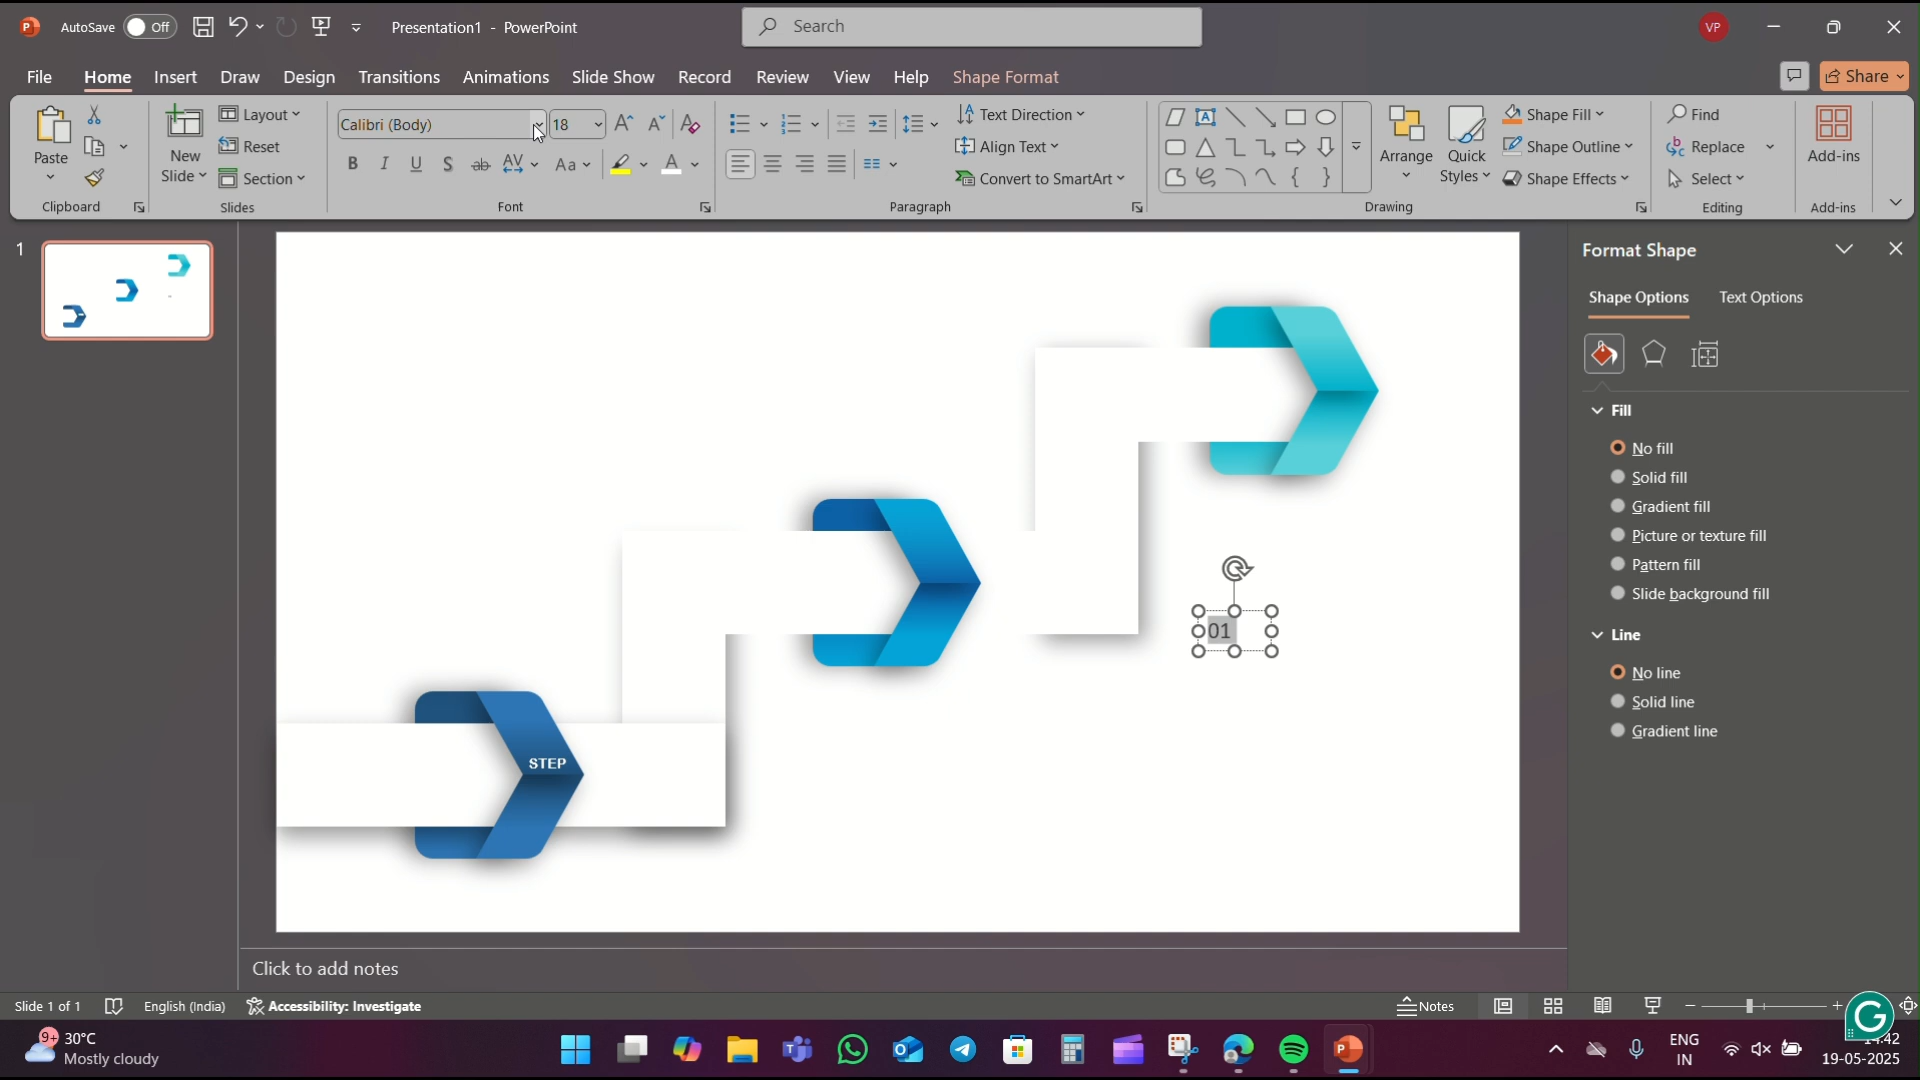 AutoSave Off Presentation1 - PowerPoint Search VP
File Home Insert Draw Design Transitions Animations Slide Show Record Review View Help Shape Format Share
Paste
Clipboard
New
Slide
Layout
Reset
Section
Slides
Calibri (Body) 18
B I U S ab AV Aa A
Font
Text Direction
Align Text
Convert to SmartArt
Paragraph
Arrange
Quick
Styles
Shape Fill
Shape Outline
Shape Effects
Drawing
Find
Replace
Select
Editing
Add-ins
Add-ins
1
STEP
01
Format Shape
Shape Options Text Options
Fill
No fill
Solid fill
Gradient fill
Picture or texture fill
Pattern fill
Slide background fill
Line
No line
Solid line
Gradient line
Click to add notes
Slide 1 of 1 English (India) Accessibility: Investigate Notes
9+ 30°C
Mostly cloudy
ENG
IN
19-05-2025